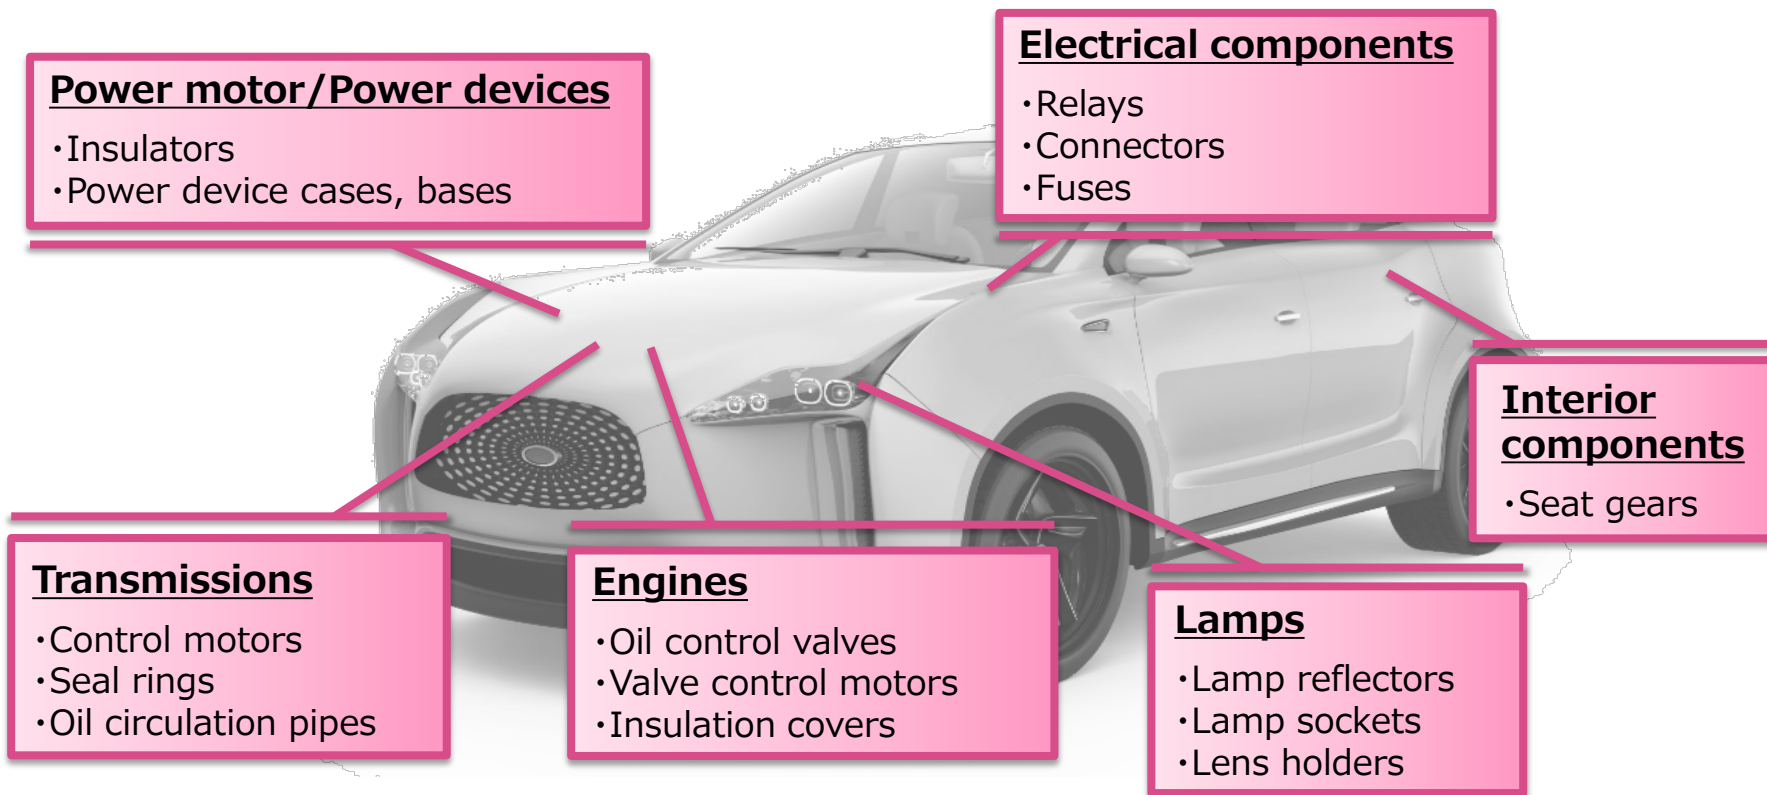 Power motor/Power devices
・Insulators
・Power device cases, bases
Electrical components
・Relays
・Connectors
・Fuses
Interior
components
・Seat gears
Transmissions
・Control motors
・Seal rings
・Oil circulation pipes
Engines
・Oil control valves
・Valve control motors
・Insulation covers
Lamps
・Lamp reflectors
・Lamp sockets
・Lens holders